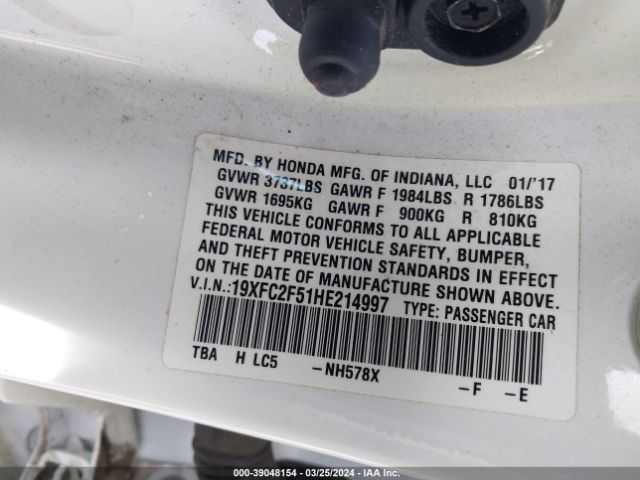 MFD. BY HONDA MFG. OF INDIANA, LLC 01/'17
GVWR 3737LBS GAWR F 1984LBS R 1786LBS
GVWR 1695KG GAWR F 900KG R 810KG
THIS VEHICLE CONFORMS TO ALL APPLICABLE
FEDERAL MOTOR VEHICLE SAFETY, BUMPER,
AND THEFT PREVENTION STANDARDS IN EFFECT
ON THE DATE OF MANUFACTURE SHOWN ABOVE.
V.I.N.: 19XFC2F51HE214997 TYPE: PASSENGER CAR
TBA H LC5 -NH578X -F -E
000-39048154 - 03/25/2024 - IAA Inc.